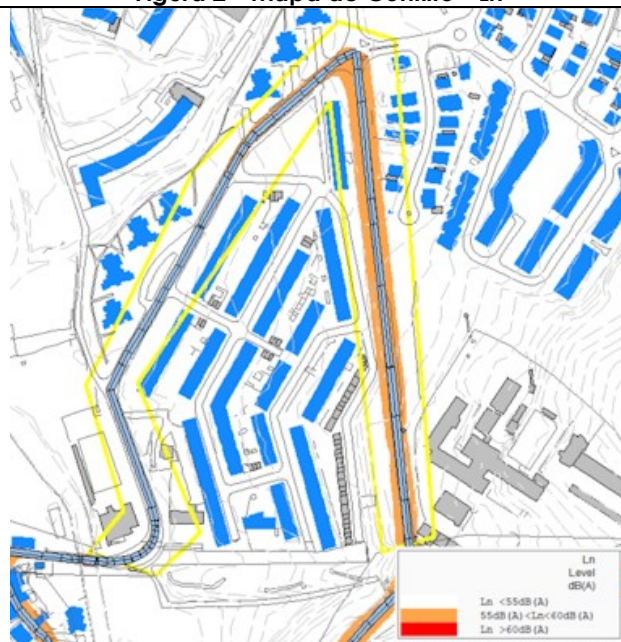 Figura 2 - Mapa de Conflito - Ln
Ln
Level
dB(A)
Ln <55dB(A)
55dB(A)<Ln<60dB(A)
Ln >60dB(A)